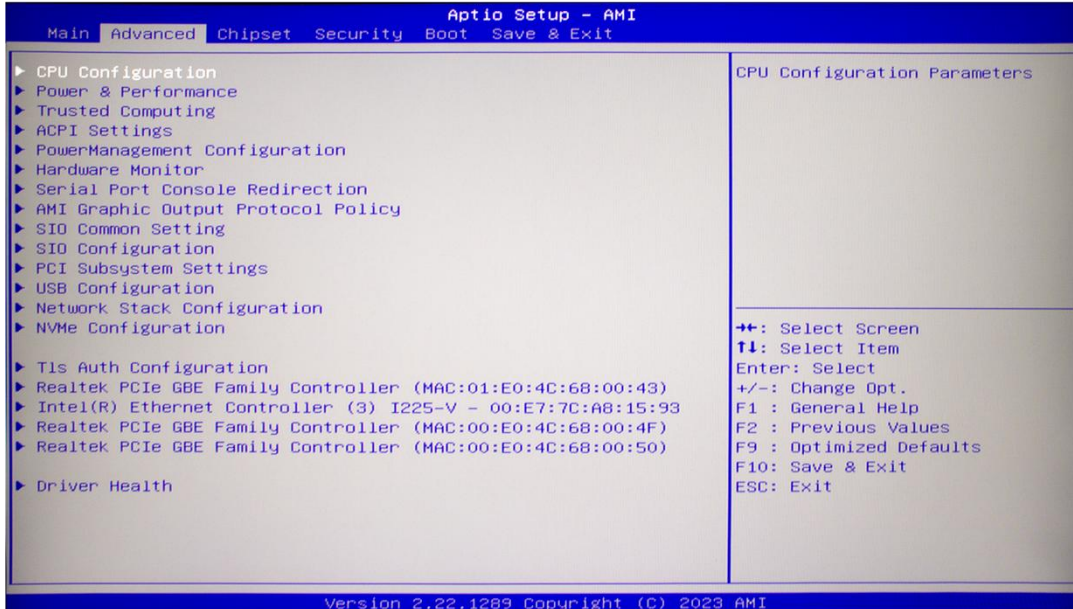 Aptio Setup - AMI
Main Advanced Chipset Security Boot Save & Exit
▶ CPU Configuration
▶ Power & Performance
▶ Trusted Computing
▶ ACPI Settings
▶ PowerManagement Configuration
▶ Hardware Monitor
▶ Serial Port Console Redirection
▶ AMI Graphic Output Protocol Policy
▶ SIO Common Setting
▶ SIO Configuration
▶ PCI Subsystem Settings
▶ USB Configuration
▶ Network Stack Configuration
▶ NVMe Configuration
▶ Tls Auth Configuration
▶ Realtek PCIe GBE Family Controller (MAC:01:E0:4C:68:00:43)
▶ Intel(R) Ethernet Controller (3) I225-V - 00:E7:7C:A8:15:93
▶ Realtek PCIe GBE Family Controller (MAC:00:E0:4C:68:00:4F)
▶ Realtek PCIe GBE Family Controller (MAC:00:E0:4C:68:00:50)
▶ Driver Health
CPU Configuration Parameters
→←: Select Screen
↑↓: Select Item
Enter: Select
+/-: Change Opt.
F1 : General Help
F2 : Previous Values
F9 : Optimized Defaults
F10: Save & Exit
ESC: Exit
Version 2.22.1289 Copyright (C) 2023 AMI